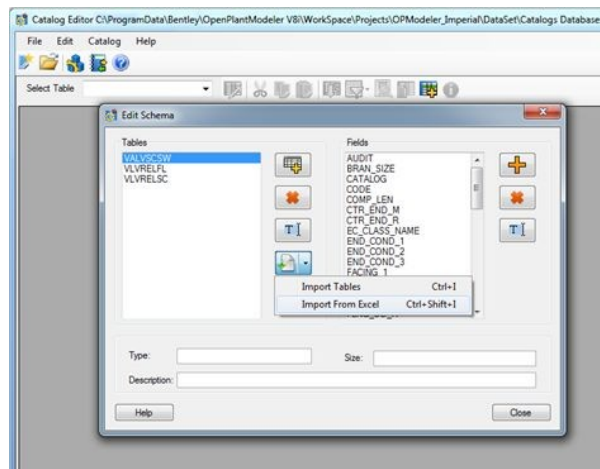 Catalog Editor C:\ProgramData\Bentley\OpenPlantModeler V8i\WorkSpace\Projects\OPModeler_Imperial\DataSet\Catalogs Database
File Edit Catalog Help
Select Table
Edit Schema
Tables
Fields
VALVSCSW
VLVRELFL
VLVRELSC
AUDIT
BRAN_SIZE
CATALOG
CODE
COMP_LEN
CTR_END_M
CTR_END_R
EC_CLASS_NAME
END_COND_1
END_COND_2
END_COND_3
FACING_1
Import Tables Ctrl+I
Import From Excel Ctrl+Shift+I
Type:
Size:
Description:
Help
Close